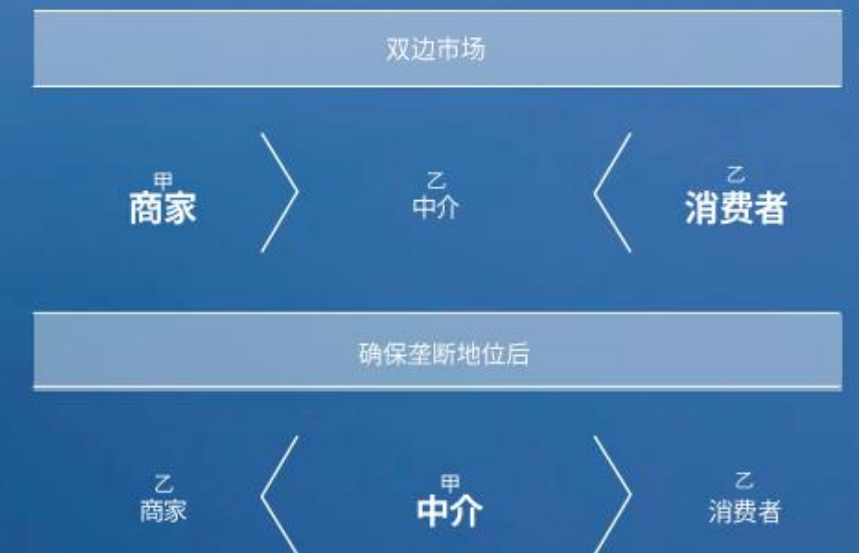 双边市场
甲 乙 乙
商家 中介 消费者
确保垄断地位后
乙 甲 乙
商家 中介 消费者